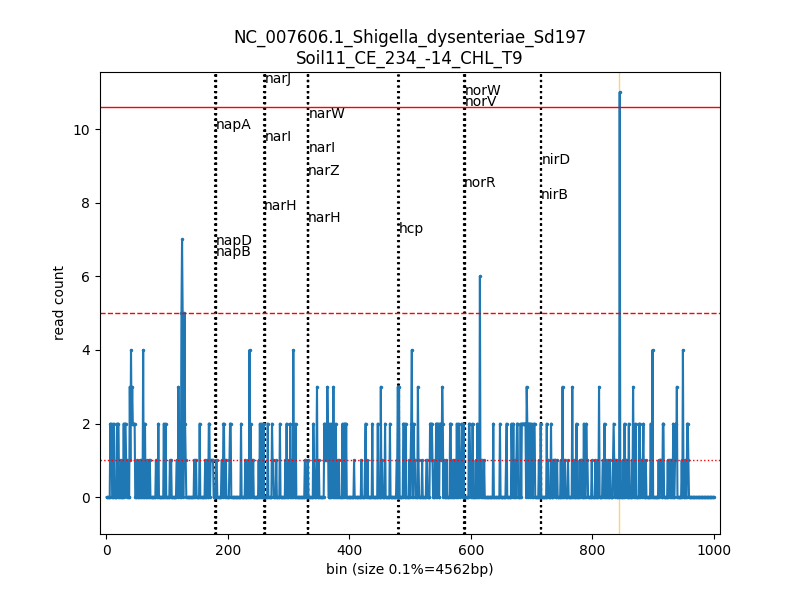 NC_007606.1_Shigella_dysenteriae_Sd197
Soil11_CE_234_-14_CHL_T9
narJ
norW
norV
narW
napA
narI
narI
nirD
narZ
norR
nirB
narH
narH
hcp
napD
napB
read count
10
8
6
4
2
0
0 200 400 600 800 1000
bin (size 0.1%=4562bp)